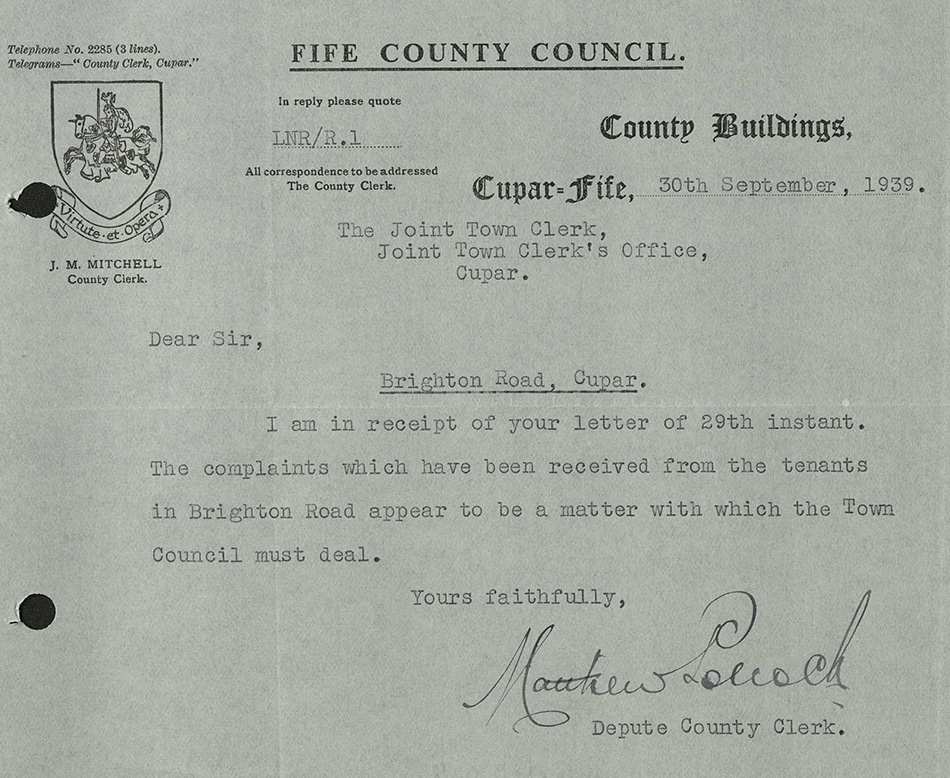 Telephone No. 2285 (3 lines).
Telegrams—"County Clerk, Cupar."
FIFE COUNTY COUNCIL.
In reply please quote
LNR/R.1
All correspondence to be addressed
The County Clerk.
County Buildings,
Cupar=Fife, 30th September, 1939.
Virtute·et·Opera
J. M. MITCHELL
County Clerk.
The Joint Town Clerk,
Joint Town Clerk's Office,
Cupar.
Dear Sir,
Brighton Road, Cupar.
I am in receipt of your letter of 29th instant.
The complaints which have been received from the tenants
in Brighton Road appear to be a matter with which the Town
Council must deal.
Yours faithfully,
Matthew Pollock
Depute County Clerk.